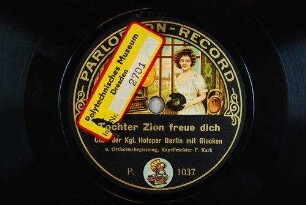 PARLOPHON-RECORD
Polytechnisches Museum
Dresden
2701
Tochter Zion freue dich
der Kgl. Hofoper Berlin mit Glocken
u. Orchesterbegleitung, Kapellmeister F. Kark
P. 1037